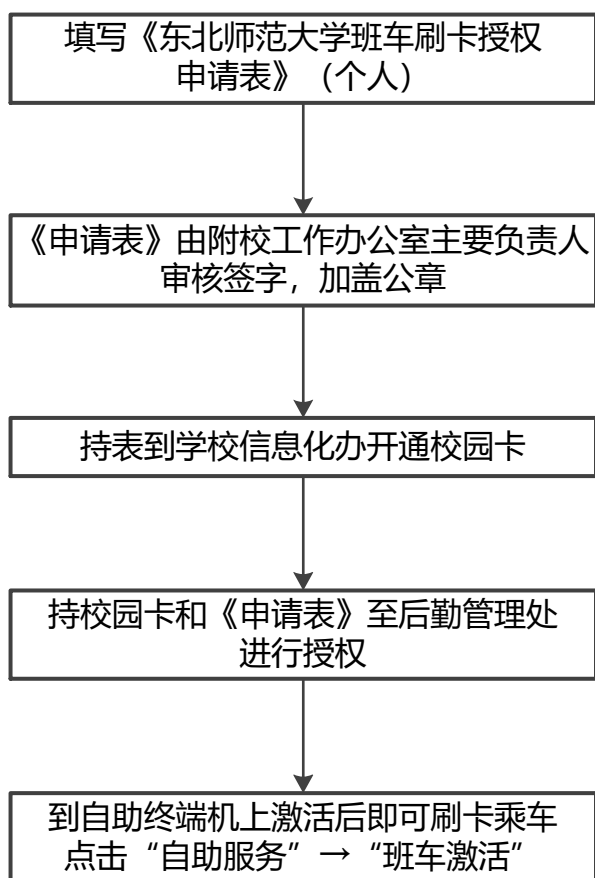 填写《东北师范大学班车刷卡授权
申请表》（个人）
《申请表》由附校工作办公室主要负责人
审核签字，加盖公章
持表到学校信息化办开通校园卡
持校园卡和《申请表》至后勤管理处
进行授权
到自助终端机上激活后即可刷卡乘车
点击“自助服务”→“班车激活”